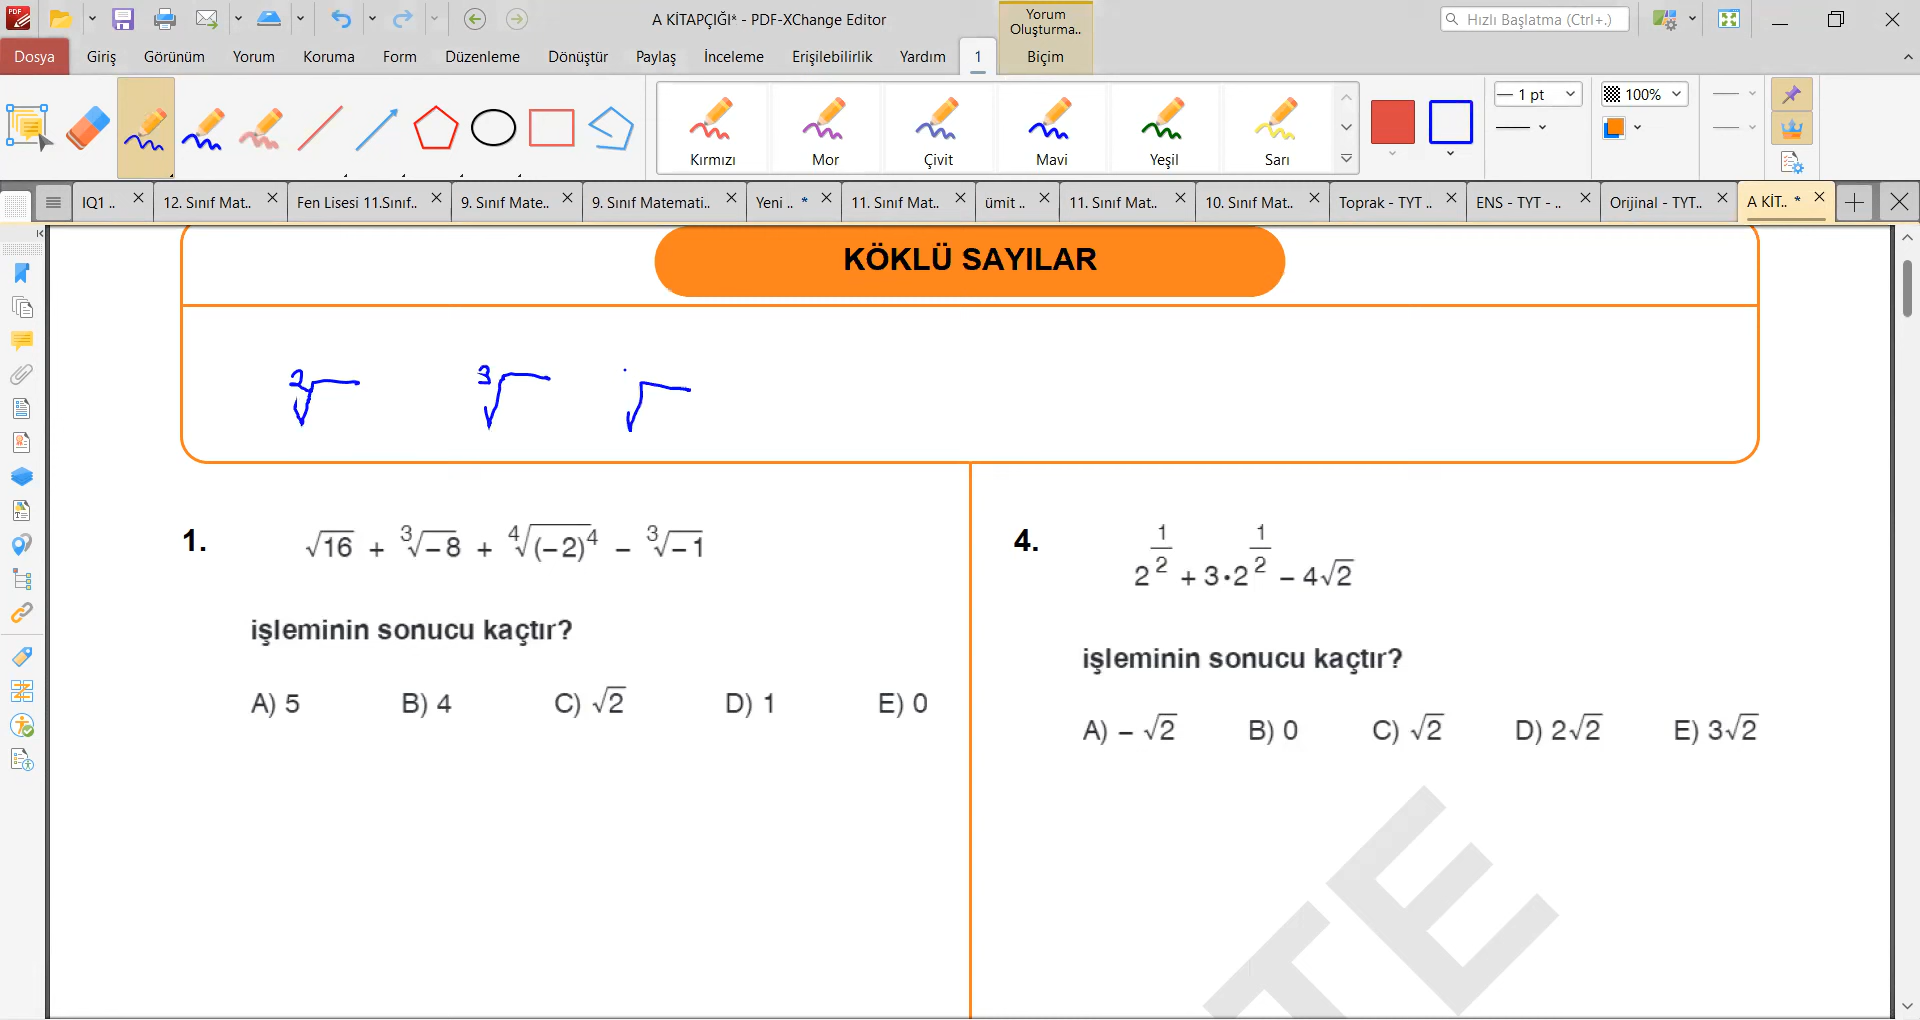 A KİTAPÇIĞI* - PDF-XChange Editor
Yorum
Oluşturma..
Hızlı Başlatma (Ctrl+.)
Dosya Giriş Görünüm Yorum Koruma Form Düzenleme Dönüştür Paylaş İnceleme Erişilebilirlik Yardım 1 Biçim
1 pt 100%
Kırmızı Mor Çivit Mavi Yeşil Sarı
IQ1 .. 12. Sınıf Mat.. Fen Lisesi 11.Sınıf.. 9. Sınıf Mate.. 9. Sınıf Matemati.. Yeni .. * 11. Sınıf Mat.. ümit .. 11. Sınıf Mat.. 10. Sınıf Mat.. Toprak - TYT .. ENS - TYT - .. Orijinal - TYT.. A KİT.. *
KÖKLÜ SAYILAR
2√ 3√ √
1. √16 + ³√−8 + ⁴√(−2)⁴ − ³√−1
işleminin sonucu kaçtır?
A) 5 B) 4 C) √2 D) 1 E) 0
4. 2^(1/2) + 3·2^(1/2) − 4√2
işleminin sonucu kaçtır?
A) − √2 B) 0 C) √2 D) 2√2 E) 3√2
TE